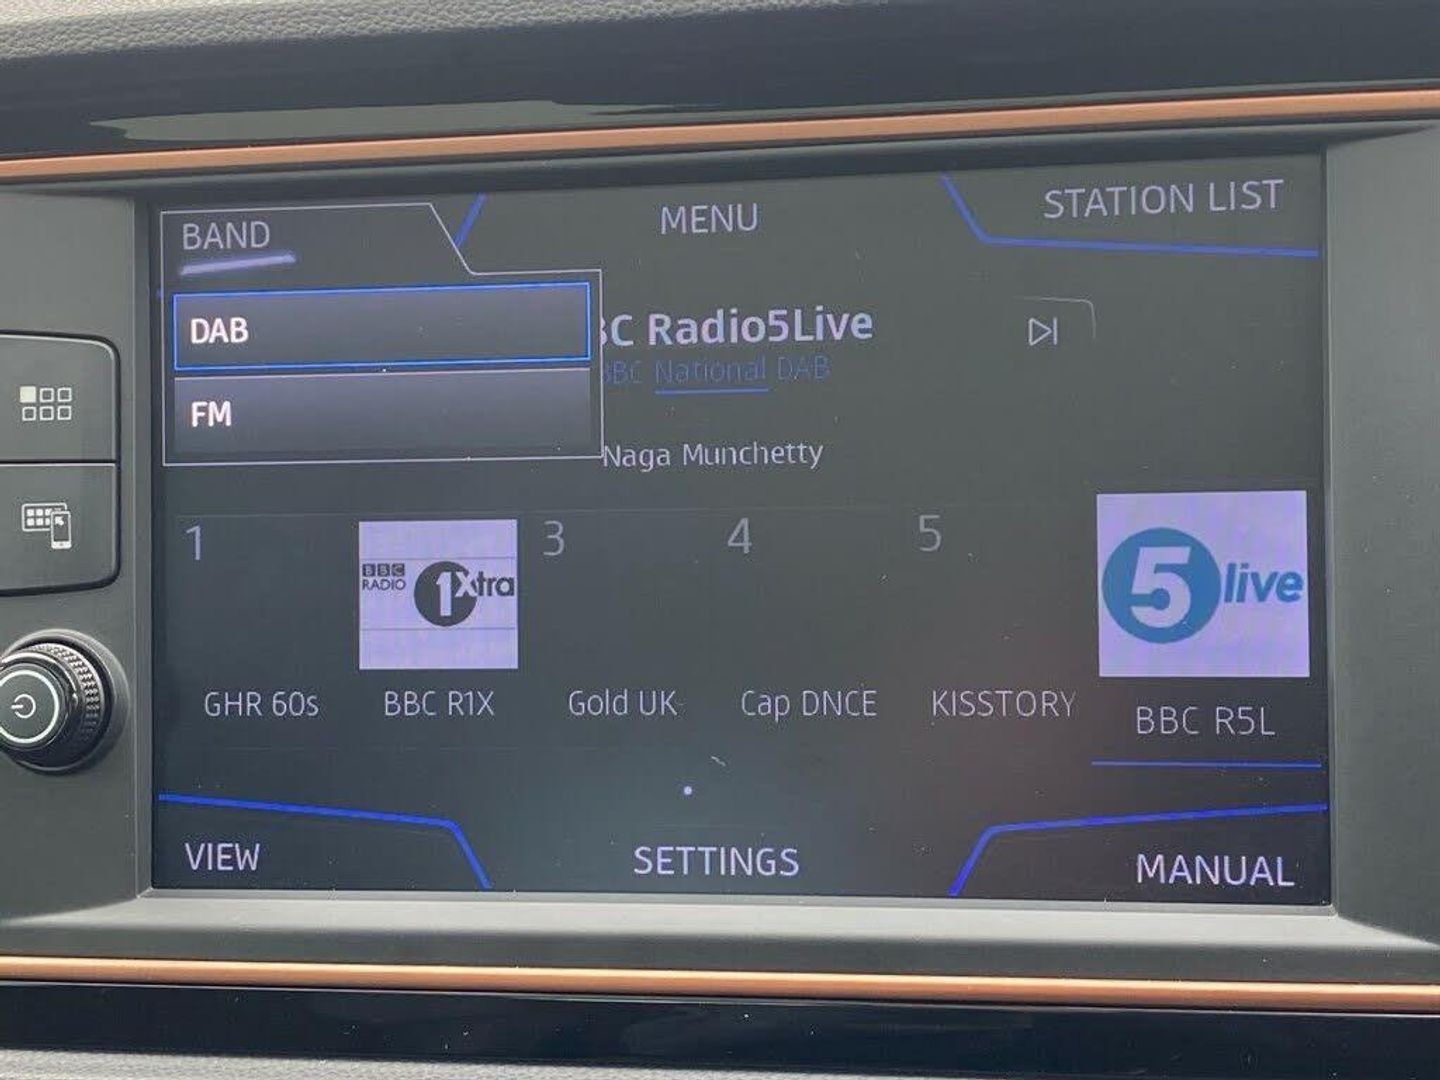 BAND
MENU
STATION LIST
DAB
FM
BC Radio5Live
BBC National DAB
Naga Munchetty
1
3
4
5
BBC
RADIO
1Xtra
5 live
GHR 60s
BBC R1X
Gold UK
Cap DNCE
KISSTORY
BBC R5L
VIEW
SETTINGS
MANUAL